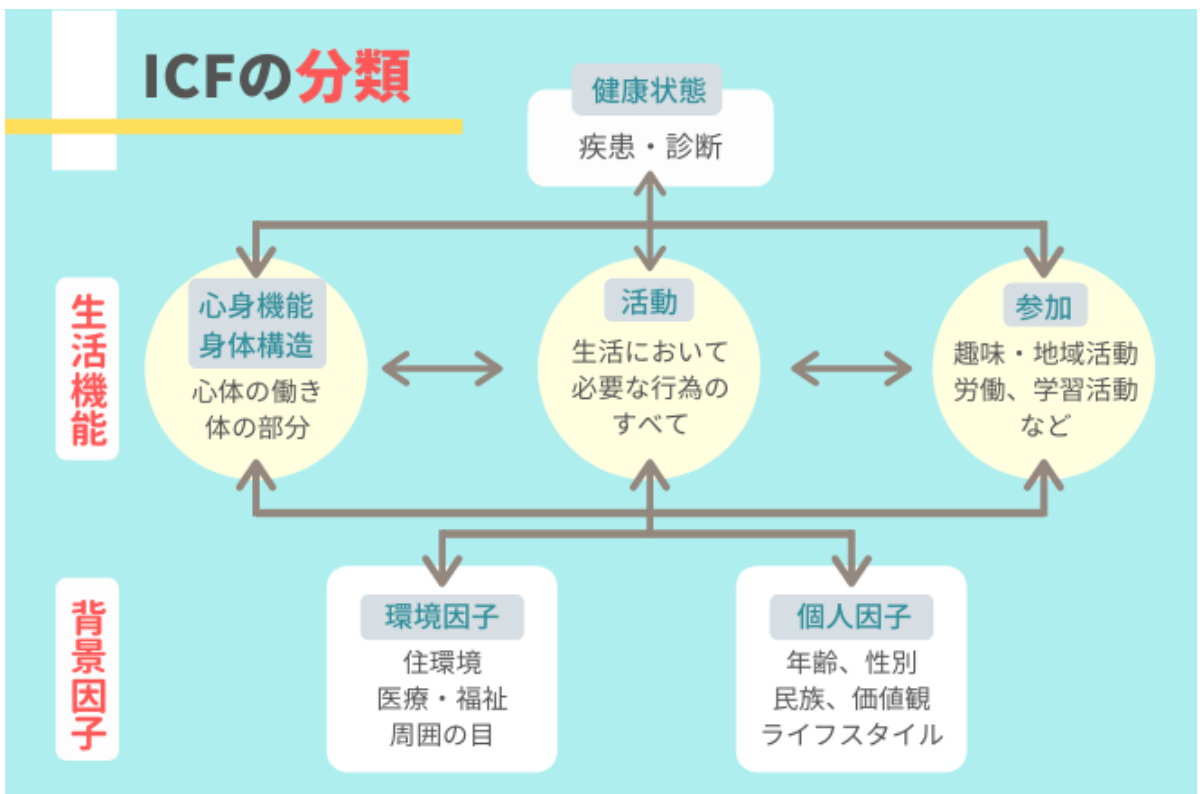 ICFの分類
健康状態
疾患・診断
生活機能
心身機能
身体構造
心体の働き
体の部分
活動
生活において
必要な行為の
すべて
参加
趣味・地域活動
労働、学習活動
など
背景因子
環境因子
住環境
医療・福祉
周囲の目
個人因子
年齢、性別
民族、価値観
ライフスタイル